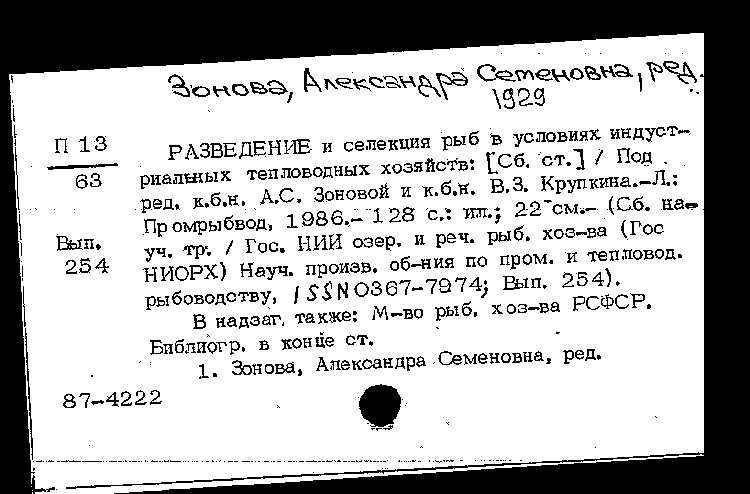 Зонова, Александра Семеновна, ред.
1929
П 13
63
Вып.
254
РАЗВЕДЕНИЕ и селекция рыб в условиях индуст-
риальных тепловодных хозяйств: [Сб. ст.] / Под
ред. к.б.н. А.С. Зоновой и к.б.н. В.З. Крупкина.-Л.:
Промрыбвод, 1986.- 128 с.: ил.; 22 см.- (Сб. на-
уч. тр. / Гос. НИИ озер. и реч. рыб. хоз-ва (Гос
НИОРХ) Науч. произв. об-ния по пром. и тепловод.
рыбоводству, ISSN 0367-7974; Вып. 254).
В надзаг. также: М-во рыб. хоз-ва РСФСР.
Библиогр. в конце ст.
1. Зонова, Александра Семеновна, ред.
87-4222